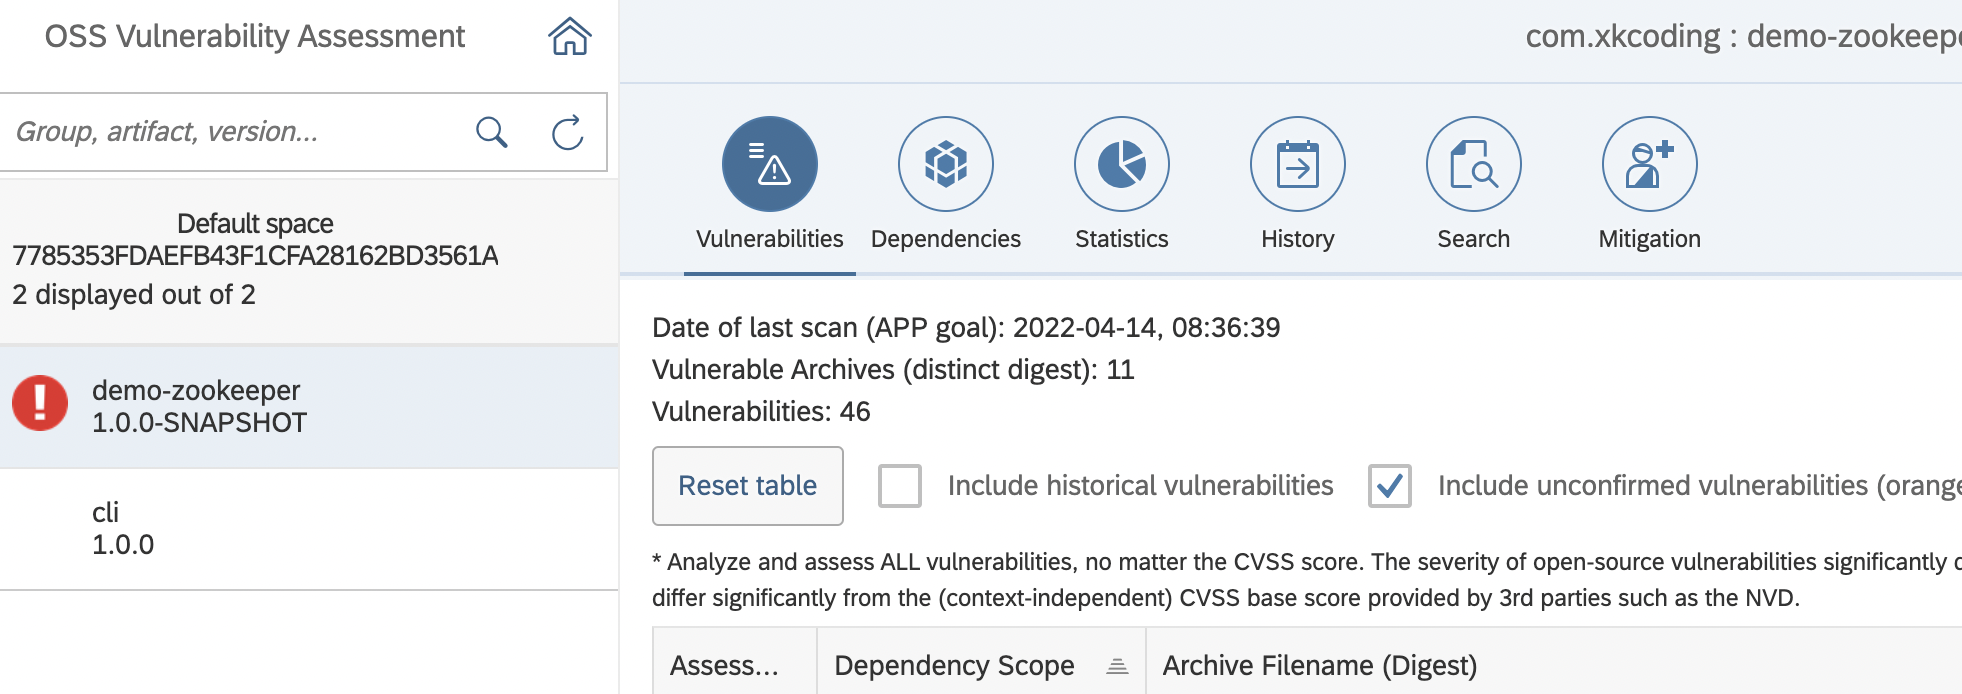 OSS Vulnerability Assessment
Group, artifact, version...
Default space
7785353FDAEFB43F1CFA28162BD3561A
2 displayed out of 2
demo-zookeeper
1.0.0-SNAPSHOT
cli
1.0.0
com.xkcoding : demo-zookeep
Vulnerabilities
Dependencies
Statistics
History
Search
Mitigation
Date of last scan (APP goal): 2022-04-14, 08:36:39
Vulnerable Archives (distinct digest): 11
Vulnerabilities: 46
Reset table
Include historical vulnerabilities
Include unconfirmed vulnerabilities (orange
* Analyze and assess ALL vulnerabilities, no matter the CVSS score. The severity of open-source vulnerabilities significantly
differ significantly from the (context-independent) CVSS base score provided by 3rd parties such as the NVD.
Assess...
Dependency Scope
Archive Filename (Digest)